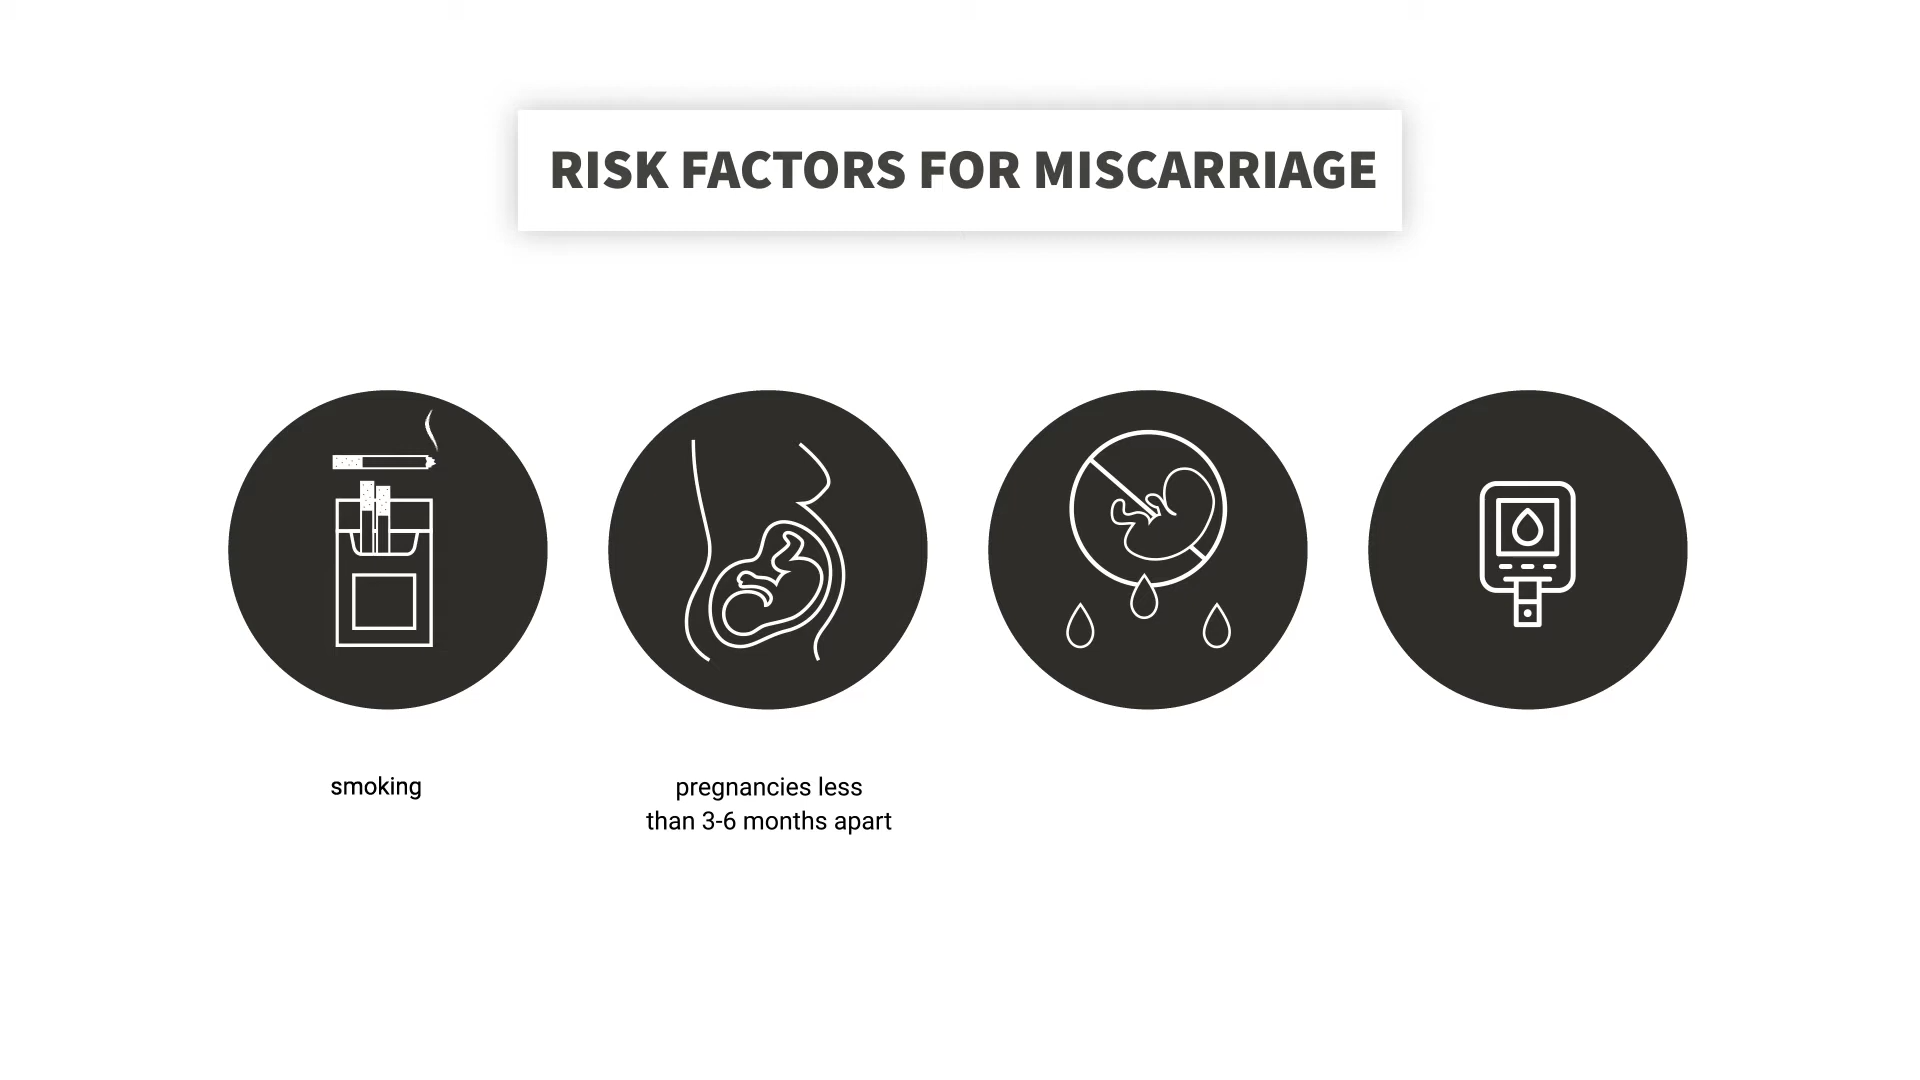 RISK FACTORS FOR MISCARRIAGE
smoking
pregnancies less
than 3-6 months apart